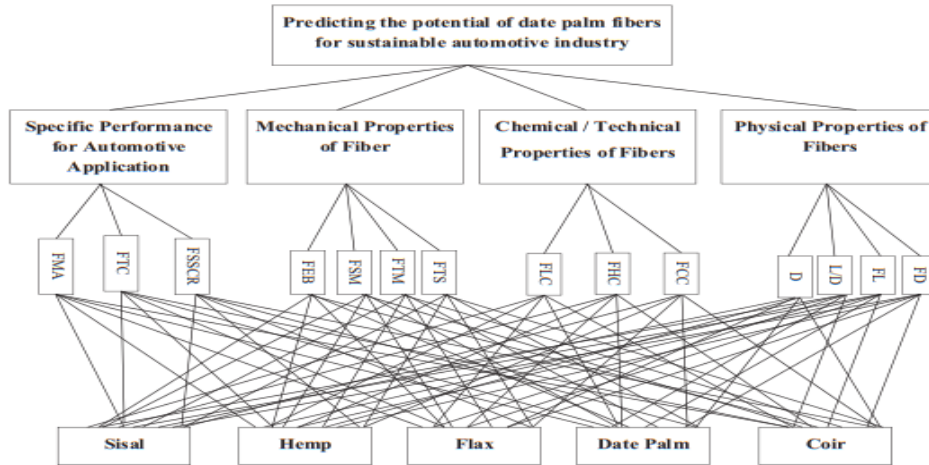 Predicting the potential of date palm fibers
for sustainable automotive industry
Specific Performance
for Automotive
Application
Mechanical Properties
of Fiber
Chemical / Technical
Properties of Fibers
Physical Properties of
Fibers
FMA
FTC
FSSCR
FEB
FSM
FTM
FTS
FLC
FHC
FCC
D
L/D
FL
FD
Sisal
Hemp
Flax
Date Palm
Coir